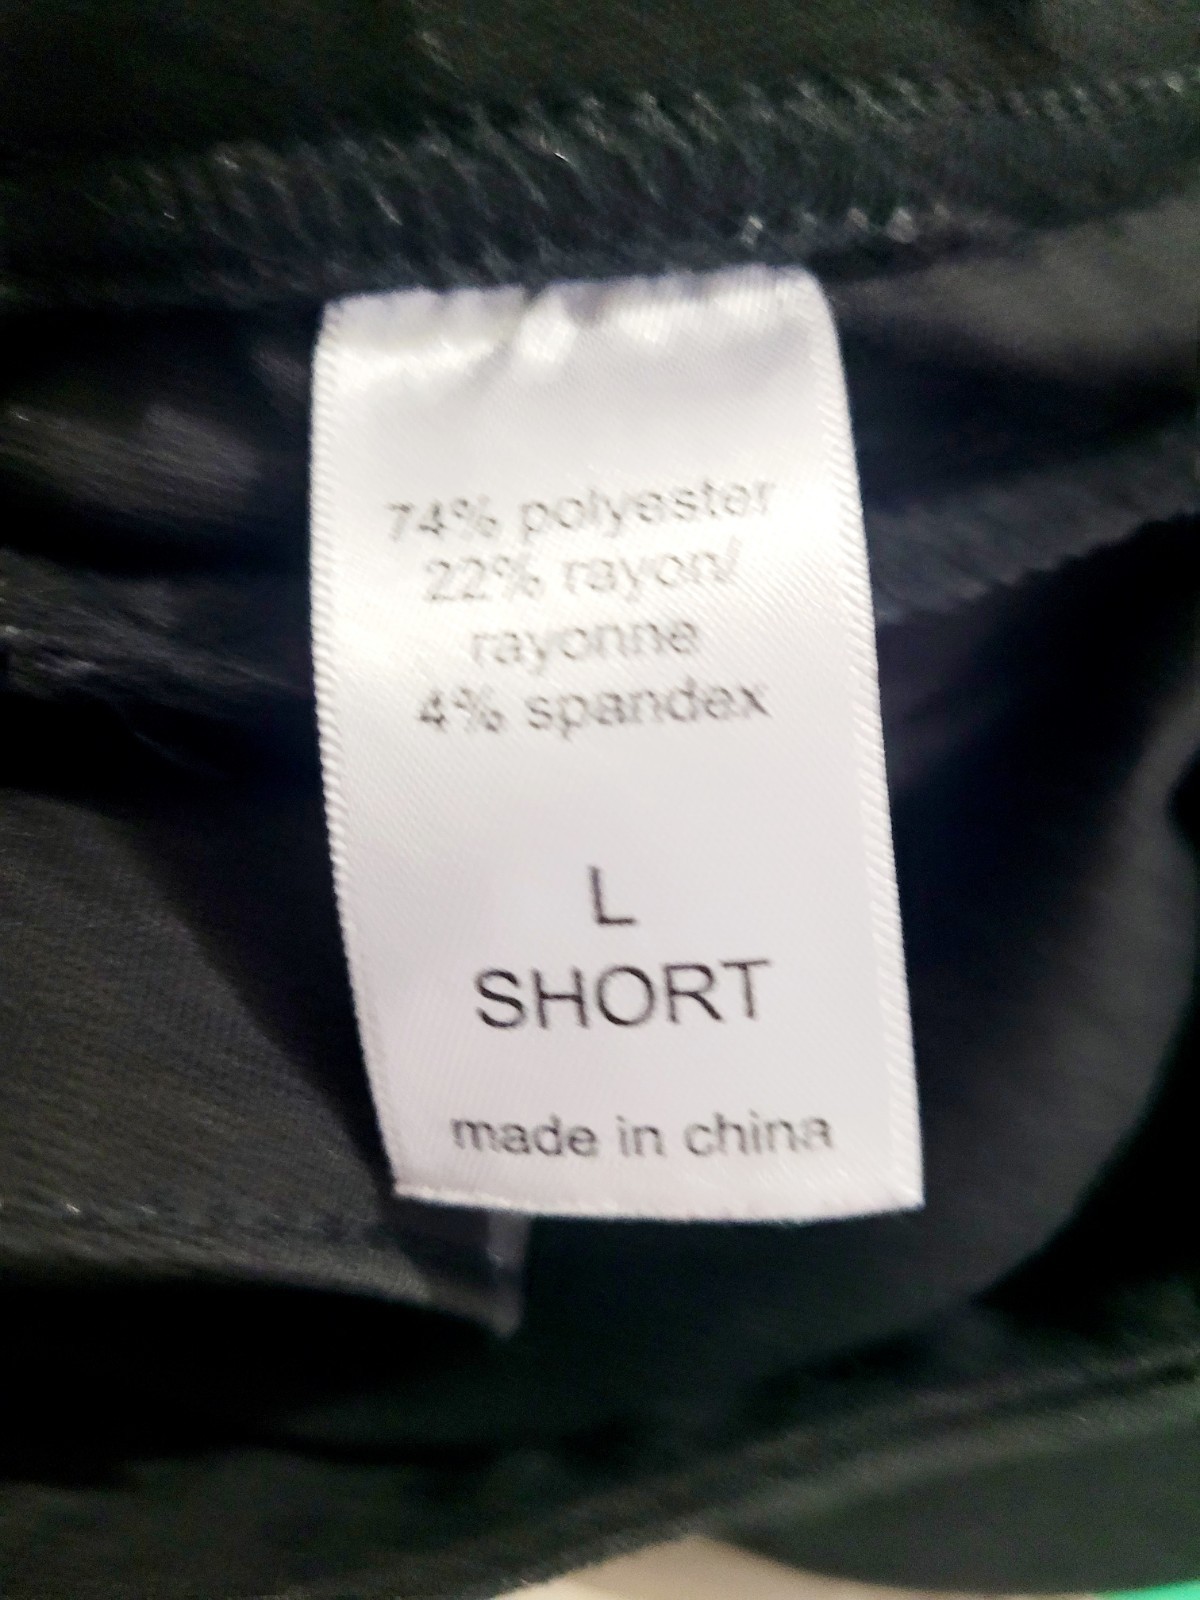 74% polyester
22% rayon/
rayonne
4% spandex
L
SHORT
made in china